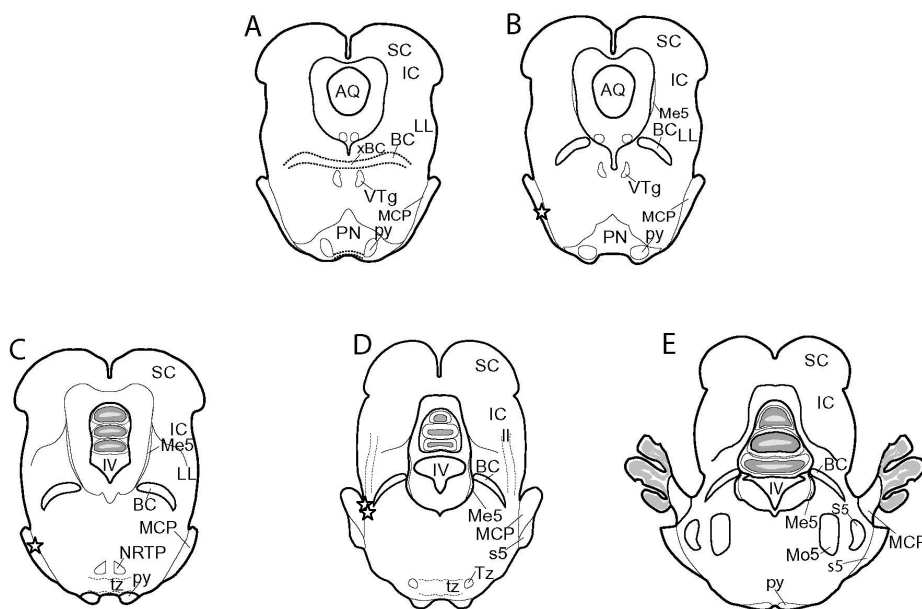 A
SC
IC
AQ
LL
BC
xBC
VTg
MCP
PN
py
B
SC
IC
AQ
Me5
BC
LL
VTg
MCP
PN
py
C
SC
IC
Me5
IV
LL
BC
MCP
NRTP
tz
py
D
SC
IC
ll
IV
BC
Me5
MCP
s5
Tz
tz
E
SC
IC
BC
IV
Me5
S5
MCP
Mo5
s5
py